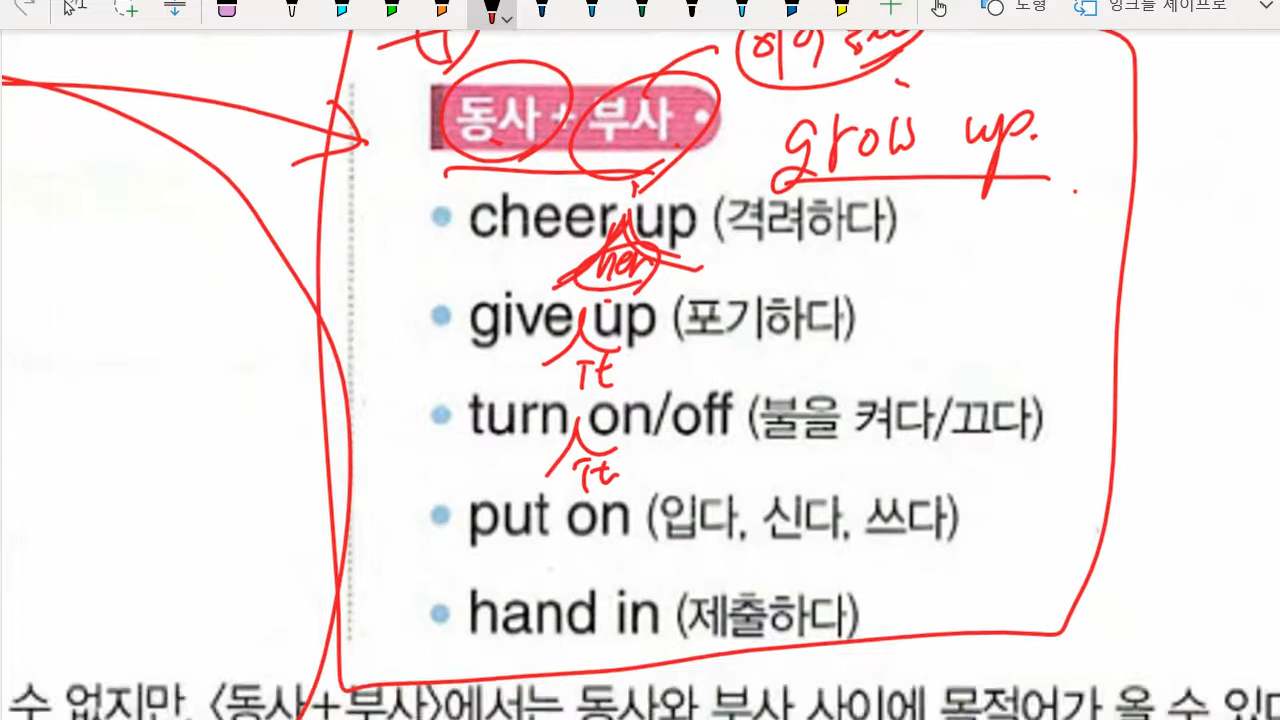 도형
잉크를 셰이프로
동사 + 부사
grow up.
cheer up (격려하다)
her
give up (포기하다)
it
turn on/off (불을 켜다/끄다)
it
put on (입다, 신다, 쓰다)
hand in (제출하다)
수 없지만, <동사+부사>에서는 동사와 부사 사이에 목적어가 올 수 있다